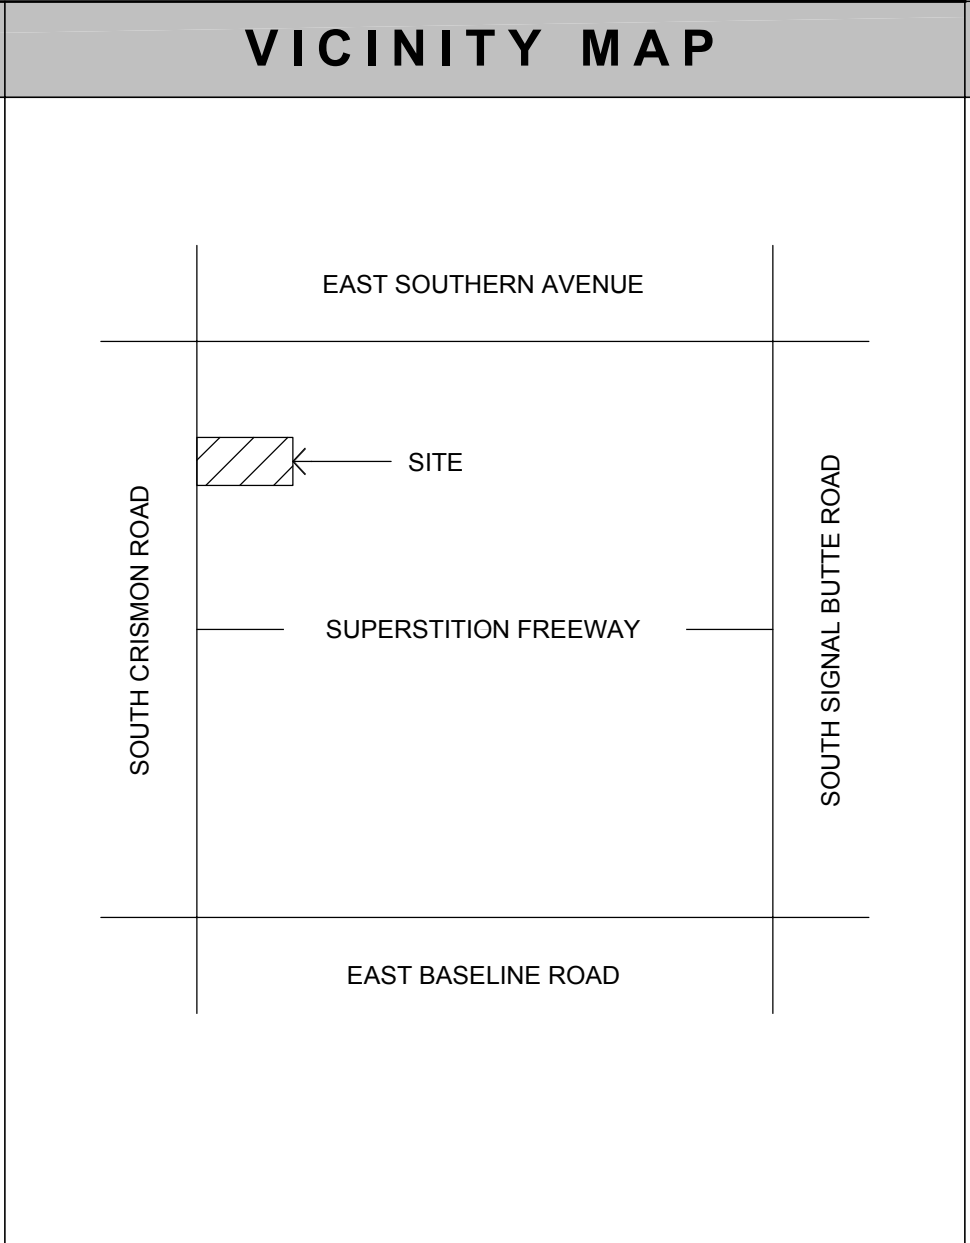 VICINITY MAP
EAST SOUTHERN AVENUE
SITE
SOUTH CRISMON ROAD
SUPERSTITION FREEWAY
SOUTH SIGNAL BUTTE ROAD
EAST BASELINE ROAD